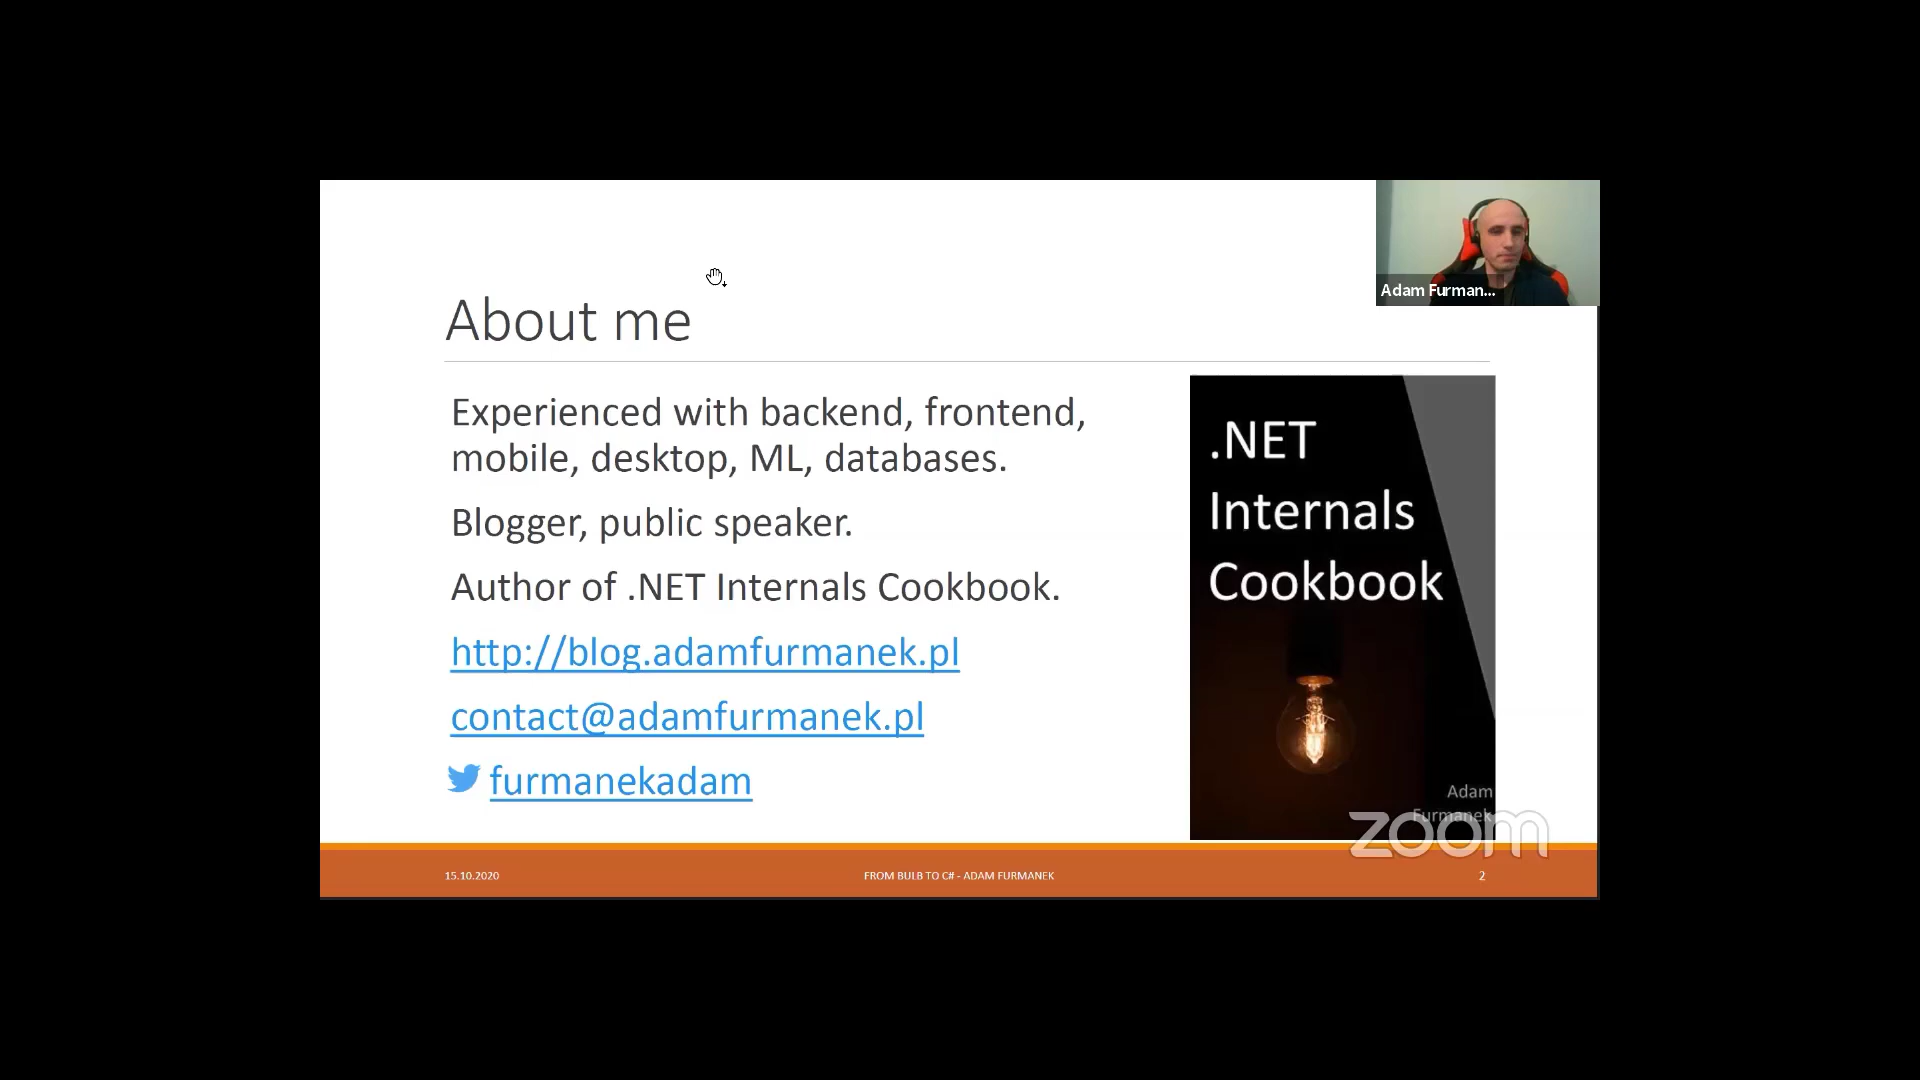 Adam Furman...
About me
Experienced with backend, frontend,
mobile, desktop, ML, databases.
Blogger, public speaker.
Author of .NET Internals Cookbook.
http://blog.adamfurmanek.pl
contact@adamfurmanek.pl
furmanekadam
.NET
Internals
Cookbook
Adam
Furmanek
zoom
15.10.2020
FROM BULB TO C# - ADAM FURMANEK
2